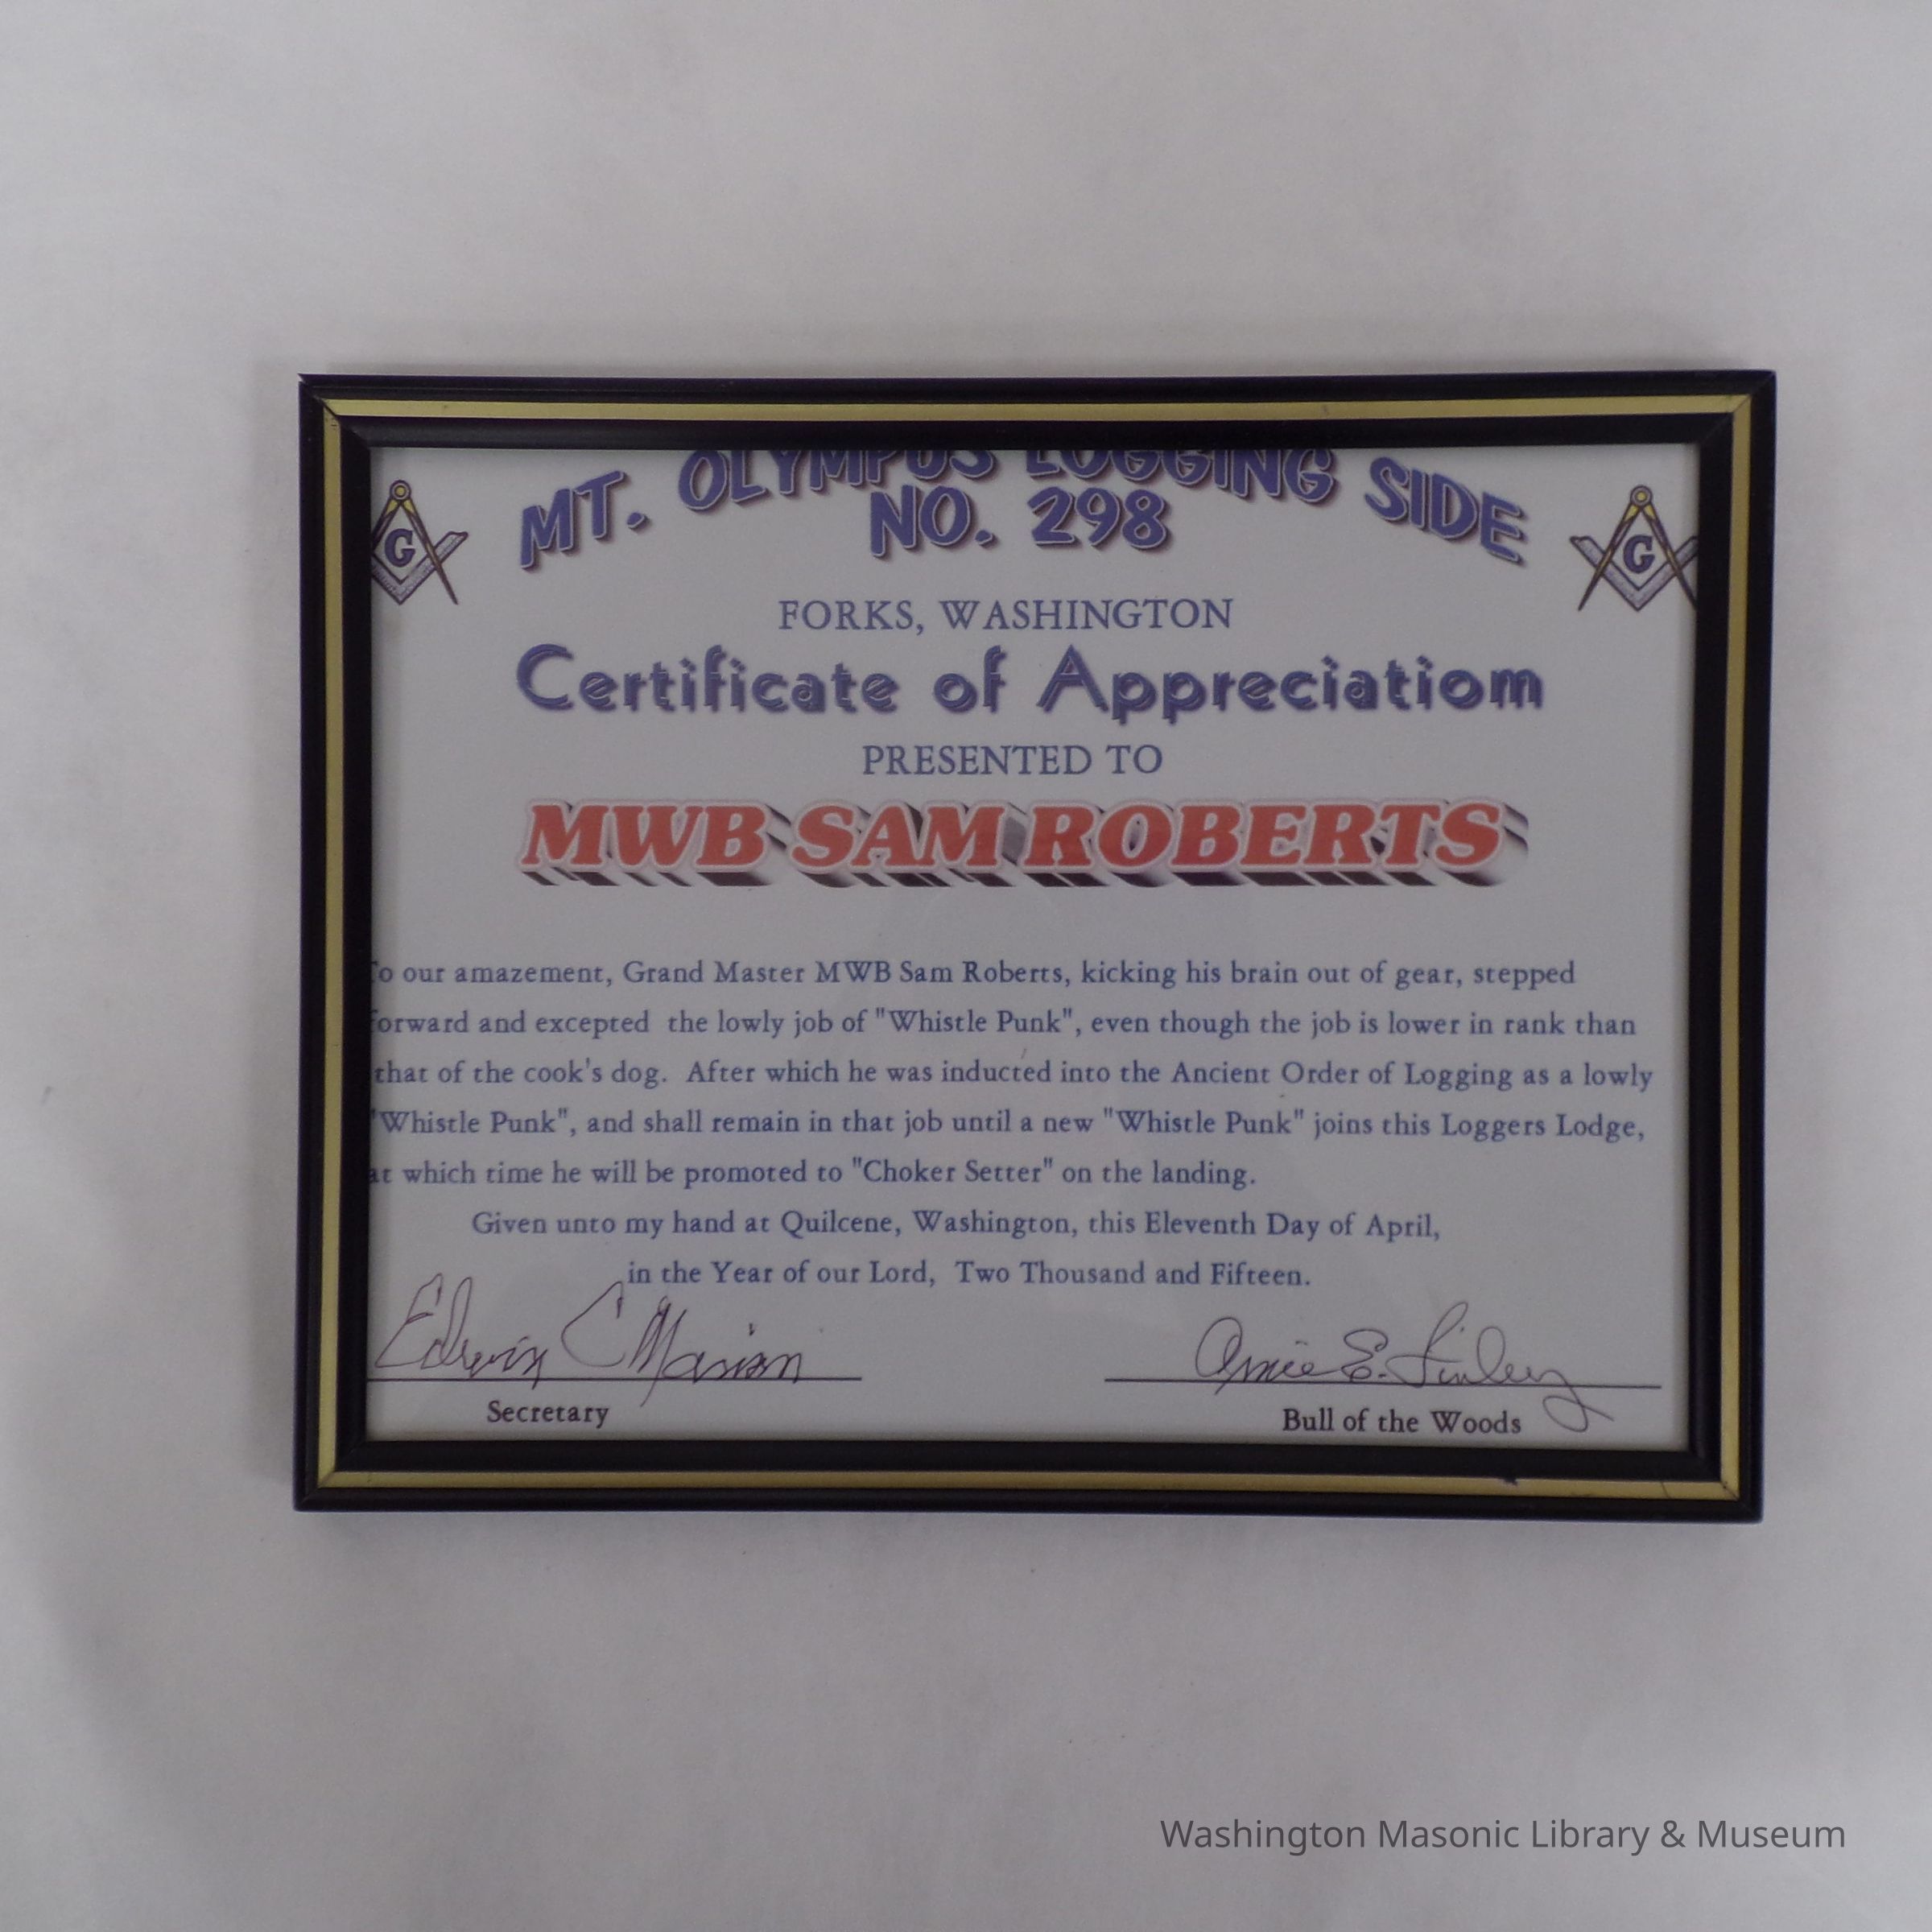 MT. OLYMPUS LOGGING SIDE
NO. 298
G
G
FORKS, WASHINGTON
Certificate of Appreciatiom
PRESENTED TO
MWB SAM ROBERTS
To our amazement, Grand Master MWB Sam Roberts, kicking his brain out of gear, stepped
forward and excepted the lowly job of "Whistle Punk", even though the job is lower in rank than
that of the cook's dog. After which he was inducted into the Ancient Order of Logging as a lowly
"Whistle Punk", and shall remain in that job until a new "Whistle Punk" joins this Loggers Lodge,
at which time he will be promoted to "Choker Setter" on the landing.
Given unto my hand at Quilcene, Washington, this Eleventh Day of April,
in the Year of our Lord, Two Thousand and Fifteen.
Edwin C Marion
Arnie E. Finley
Secretary
Bull of the Woods
Washington Masonic Library & Museum